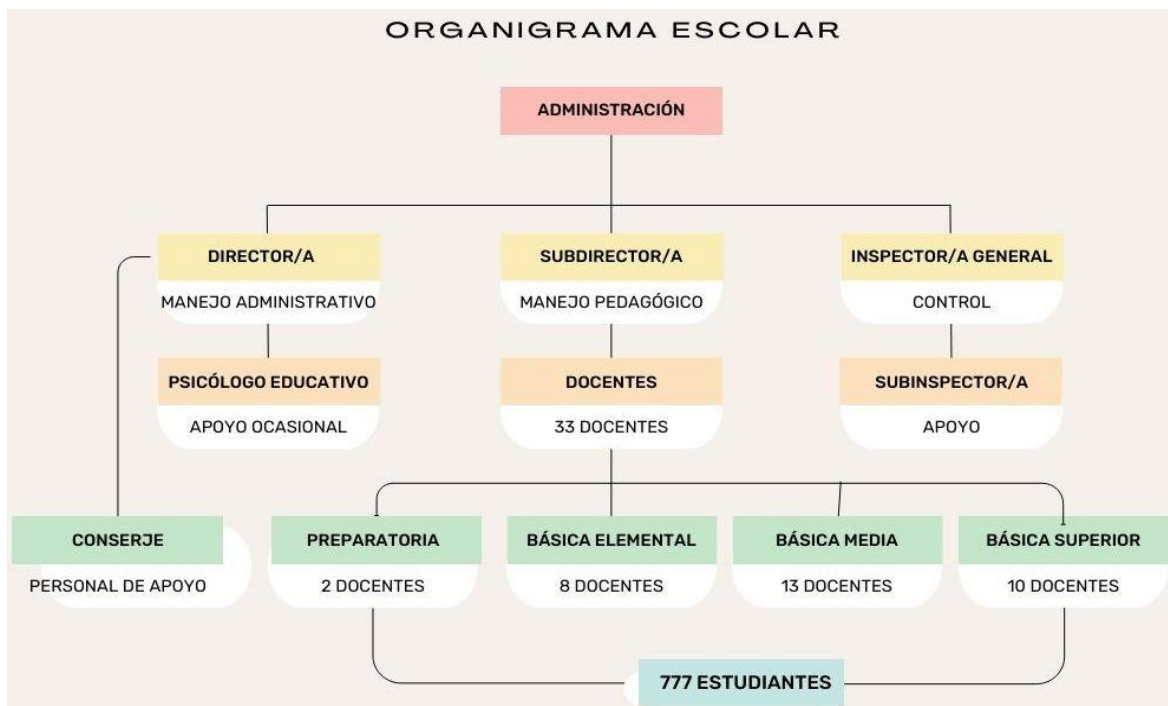 ORGANIGRAMA ESCOLAR
ADMINISTRACIÓN
DIRECTOR/A
MANEJO ADMINISTRATIVO
SUBDIRECTOR/A
MANEJO PEDAGÓGICO
INSPECTOR/A GENERAL
CONTROL
PSICÓLOGO EDUCATIVO
APOYO OCASIONAL
DOCENTES
33 DOCENTES
SUBINSPECTOR/A
APOYO
CONSERJE
PERSONAL DE APOYO
PREPARATORIA
2 DOCENTES
BÁSICA ELEMENTAL
8 DOCENTES
BÁSICA MEDIA
13 DOCENTES
BÁSICA SUPERIOR
10 DOCENTES
777 ESTUDIANTES